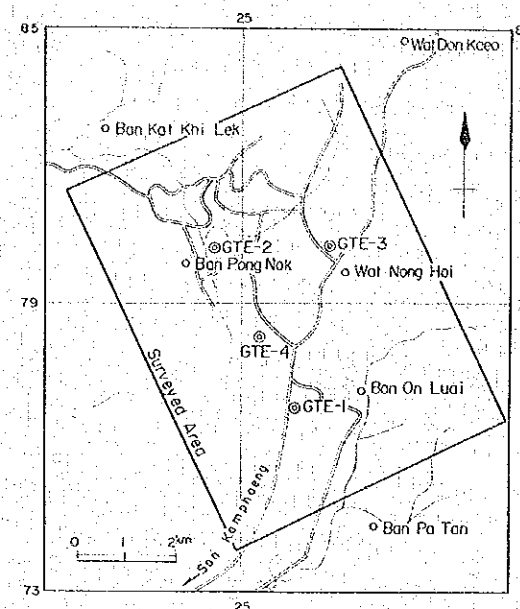 25
85
8
Wat Don Kaeo
Ban Kat Khi Lek
GTE-2
GTE-3
Ban Pong Nok
Wat Nong Hoi
79
GTE-4
Surveyed Area
Ban On Luai
GTE-1
San Kamphaeng
Ban Pa Tan
0 1 2km
73
25